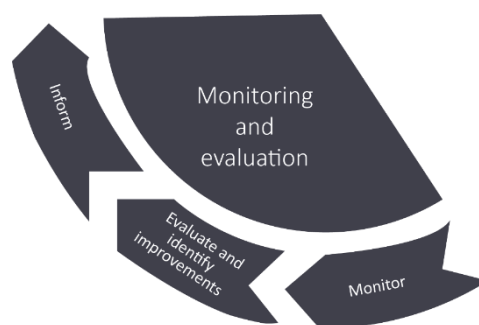 Monitoring
and
evaluation
Inform
Evaluate and
identify
improvements
Monitor